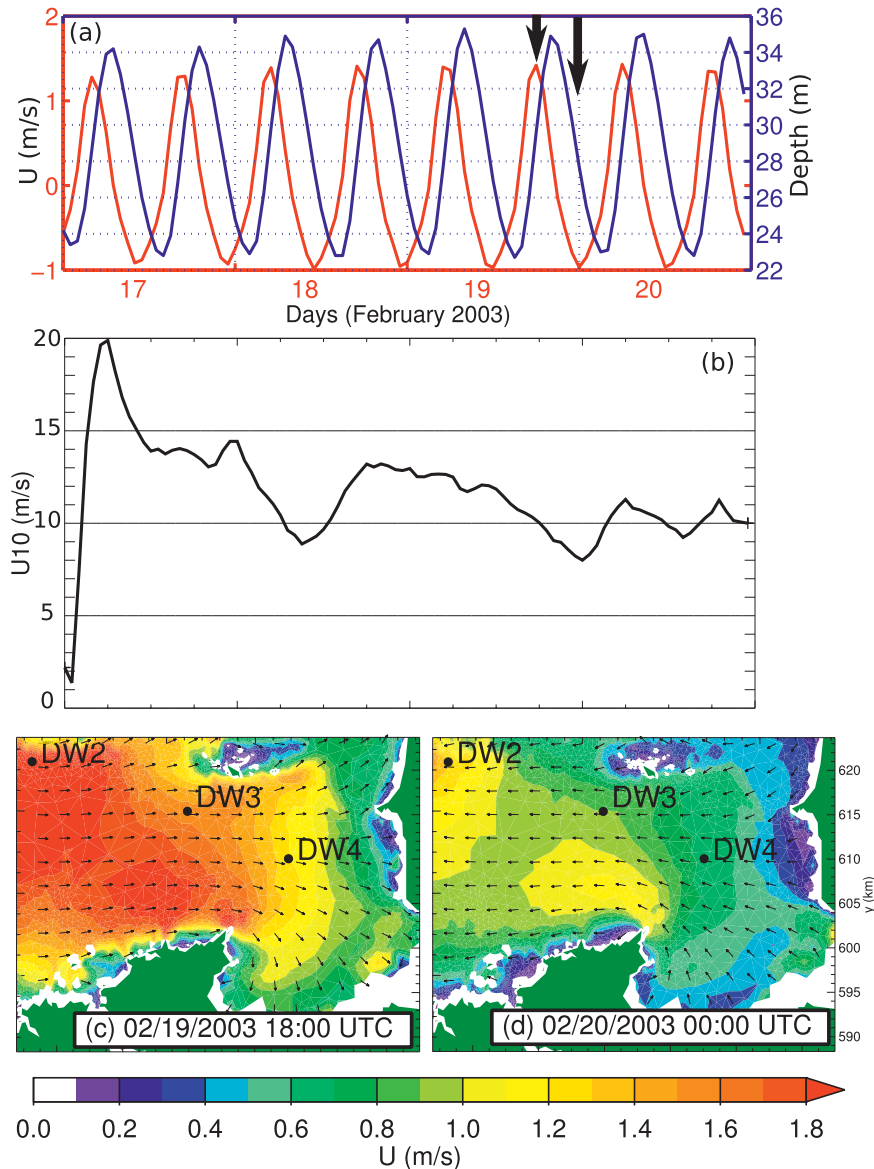 (a)
2
1
0
−1
U (m/s)
36
34
32
30
28
26
24
22
Depth (m)
17 18 19 20
Days (February 2003)
(b)
20
15
10
5
0
U10 (m/s)
DW2
DW3
DW4
(c) 02/19/2003 18:00 UTC
DW2
DW3
DW4
(d) 02/20/2003 00:00 UTC
620
615
610
605
600
595
590
y (km)
0.0 0.2 0.4 0.6 0.8 1.0 1.2 1.4 1.6 1.8
U (m/s)